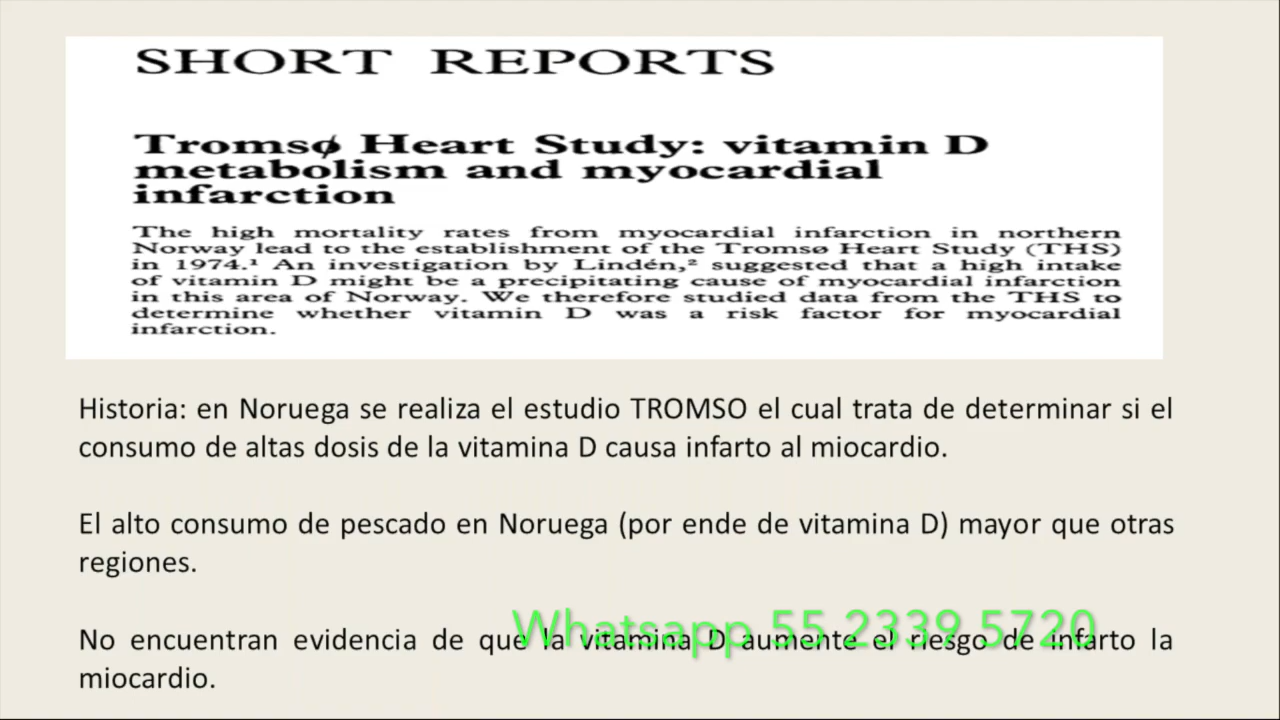 SHORT REPORTS
Tromsø Heart Study: vitamin D
metabolism and myocardial
infarction
The high mortality rates from myocardial infarction in northern
Norway lead to the establishment of the Tromsø Heart Study (THS)
in 1974.¹ An investigation by Lindén,² suggested that a high intake
of vitamin D might be a precipitating cause of myocardial infarction
in this area of Norway. We therefore studied data from the THS to
determine whether vitamin D was a risk factor for myocardial
infarction.
Historia: en Noruega se realiza el estudio TROMSO el cual trata de determinar si el
consumo de altas dosis de la vitamina D causa infarto al miocardio.
El alto consumo de pescado en Noruega (por ende de vitamina D) mayor que otras
regiones.
Whatsapp 55 2339 5720
No encuentran evidencia de que la vitamina D aumente el riesgo de infarto la
miocardio.